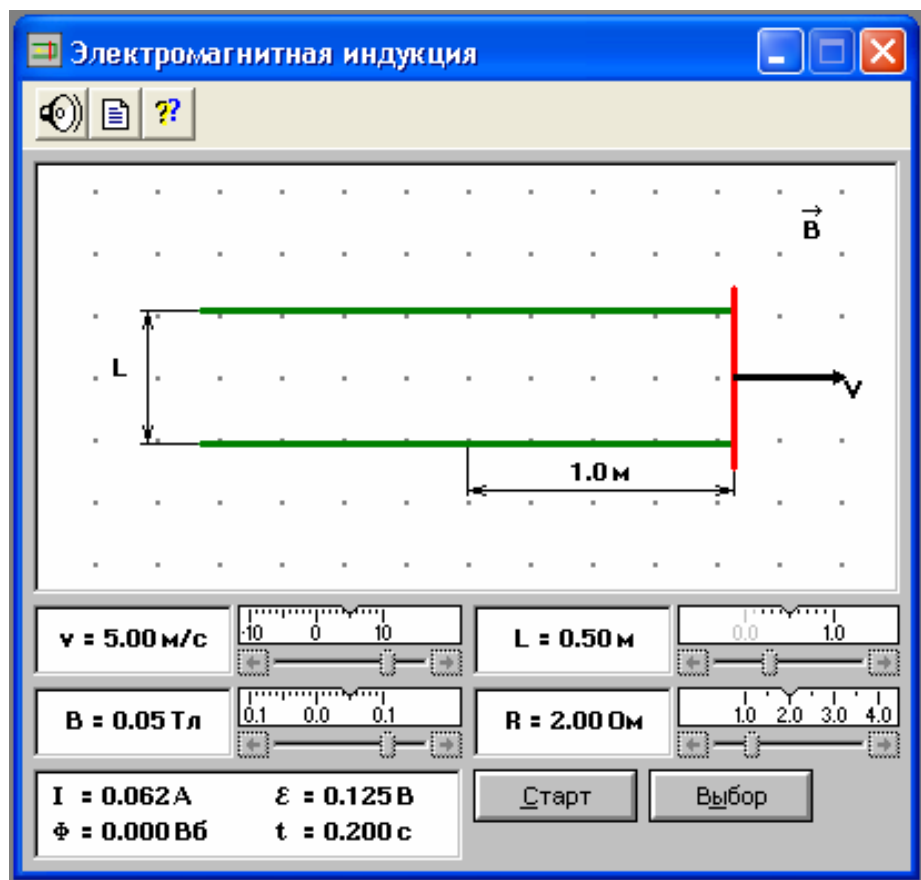 Электромагнитная индукция
??
B
L
V
1.0 м
v = 5.00 м/с
-10 0 10
L = 0.50 м
0.0 1.0
B = 0.05 Тл
0.1 0.0 0.1
R = 2.00 Ом
1.0 2.0 3.0 4.0
I = 0.062 А ℰ = 0.125 В
Φ = 0.000 Вб t = 0.200 с
Старт
Выбор